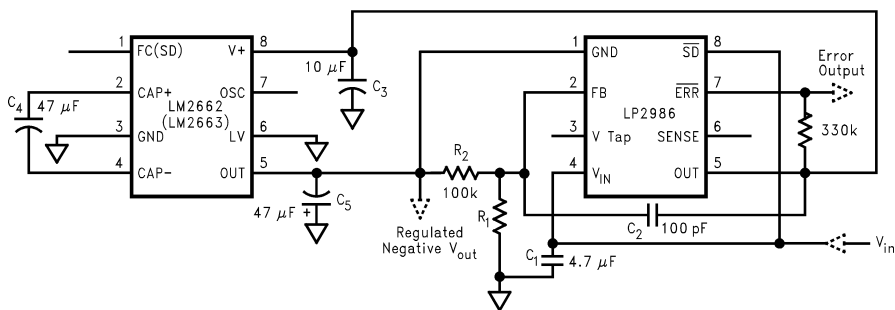 1 FC(SD) V+ 8
2 CAP+ OSC 7
LM2662
(LM2663)
3 GND LV 6
4 CAP- OUT 5
C4 47 µF
10 µF C3
47 µF + C5
1 GND SD 8
2 FB ERR 7
LP2986
3 V Tap SENSE 6
4 VIN OUT 5
Error
Output
330k
R2
100k
R1
Regulated
Negative Vout
C2 100 pF
C1 4.7 µF
Vin